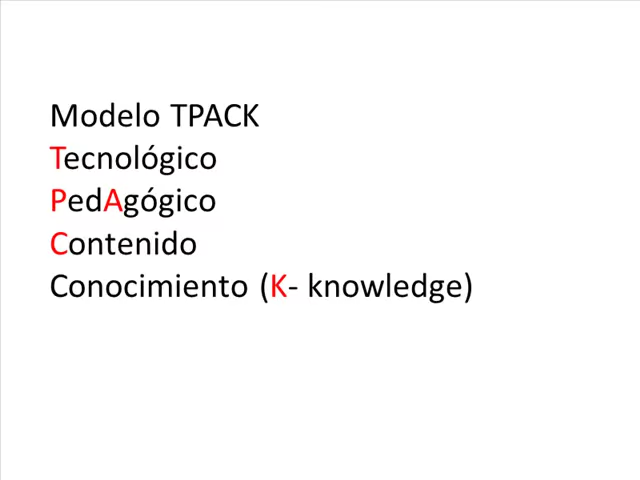 Modelo TPACK
Tecnológico
PedAgógico
Contenido
Conocimiento (K- knowledge)